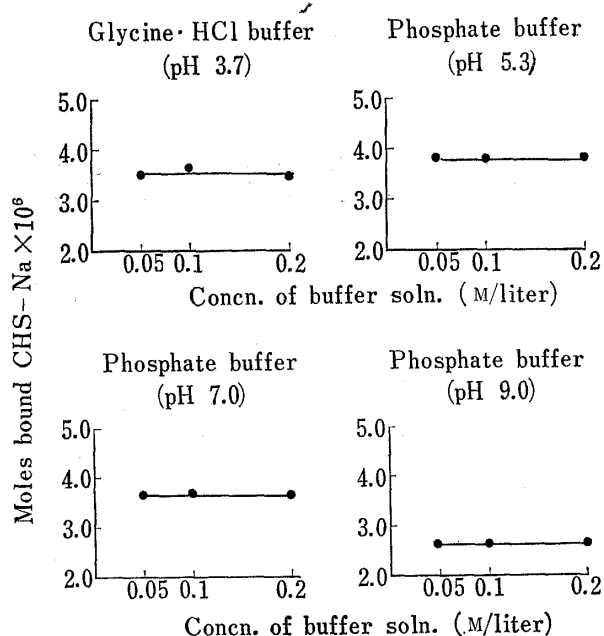 Glycine·HCl buffer
(pH 3.7)
Phosphate buffer
(pH 5.3)
5.0
4.0
3.0
2.0
0.05 0.1 0.2
5.0
4.0
3.0
2.0
0.05 0.1 0.2
Concn. of buffer soln. (M/liter)
Moles bound CHS-Na×10⁶
Phosphate buffer
(pH 7.0)
Phosphate buffer
(pH 9.0)
5.0
4.0
3.0
2.0
0.05 0.1 0.2
5.0
4.0
3.0
2.0
0.05 0.1 0.2
Concn. of buffer soln. (M/liter)